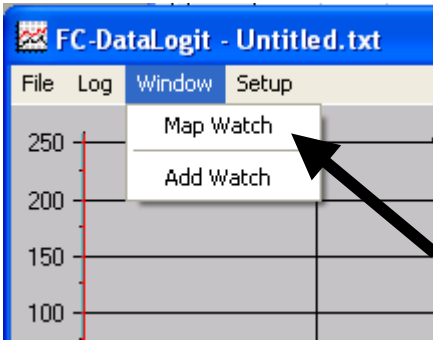 FC-DataLogit - Untitled.txt
File Log Window Setup
Map Watch
Add Watch
250
200
150
100